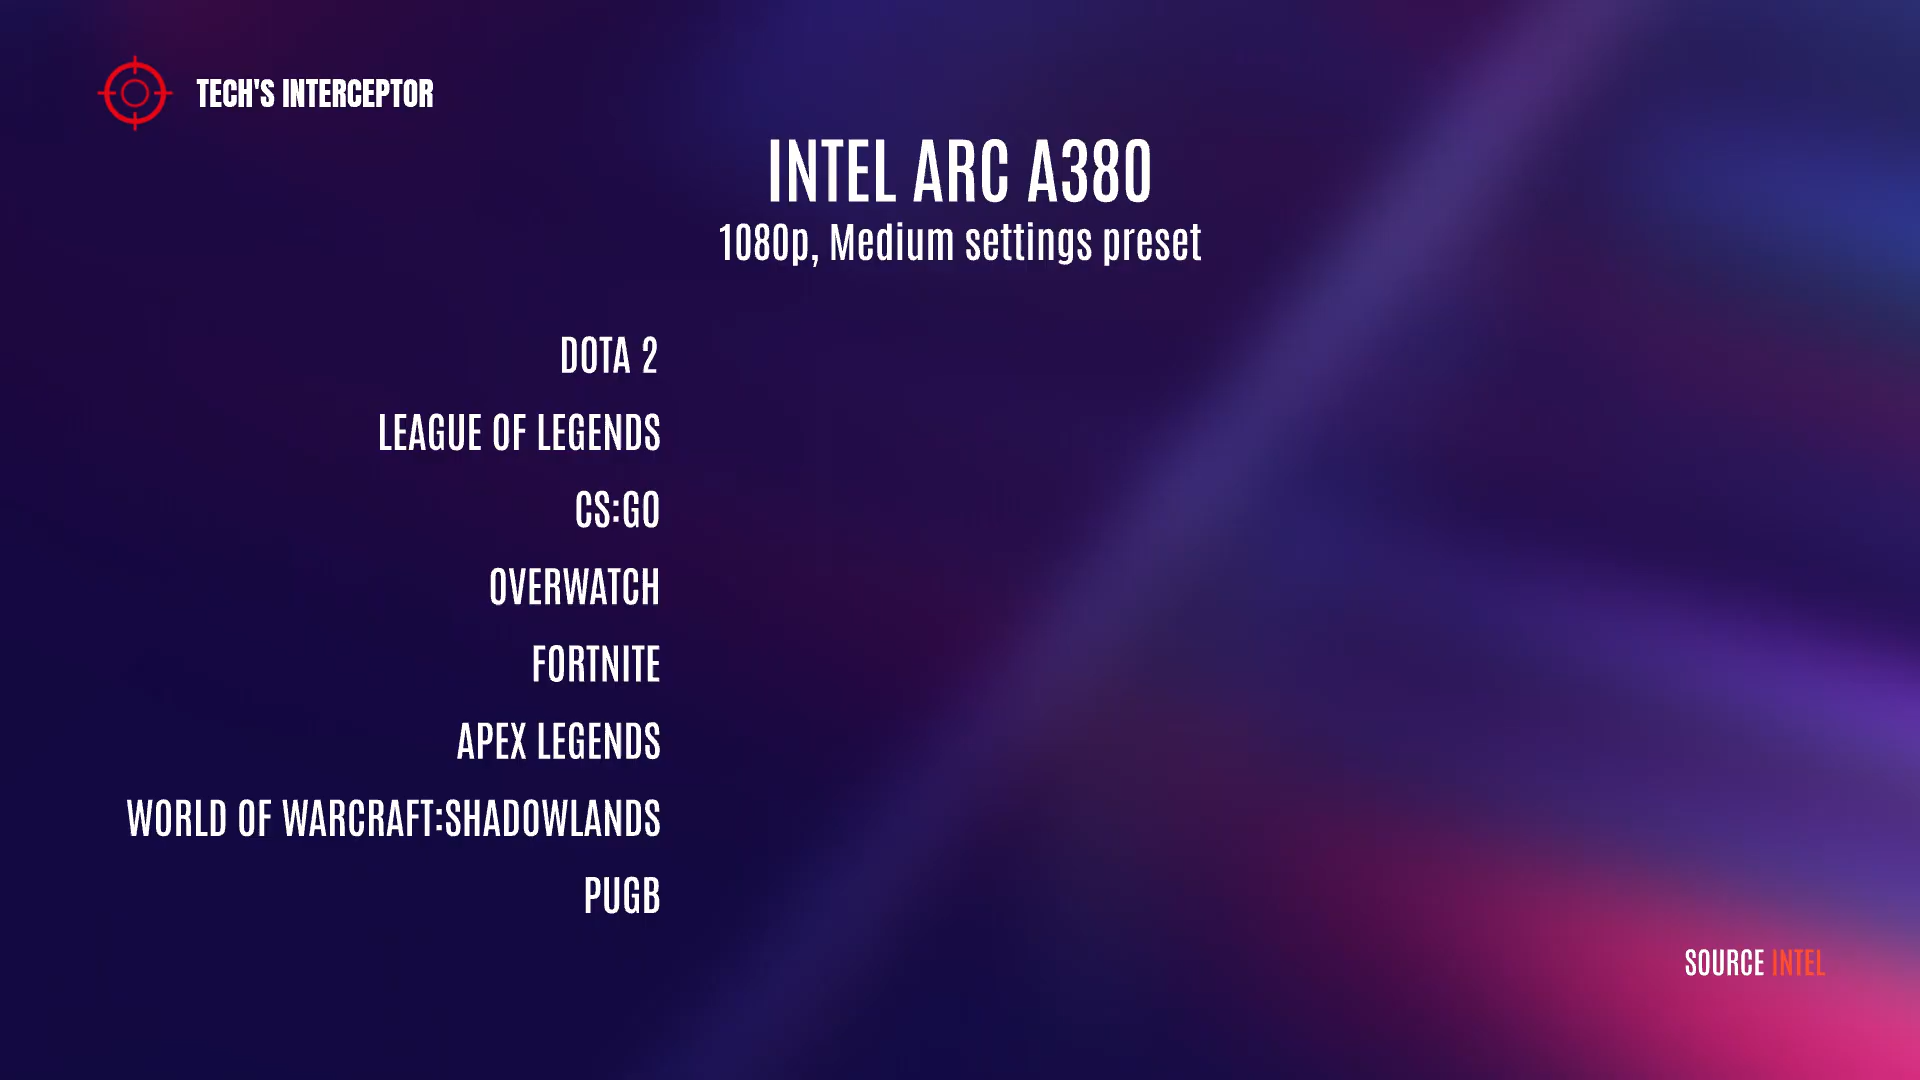 TECH'S INTERCEPTOR
INTEL ARC A380
1080p, Medium settings preset
DOTA 2
LEAGUE OF LEGENDS
CS:GO
OVERWATCH
FORTNITE
APEX LEGENDS
WORLD OF WARCRAFT:SHADOWLANDS
PUGB
SOURCE INTEL